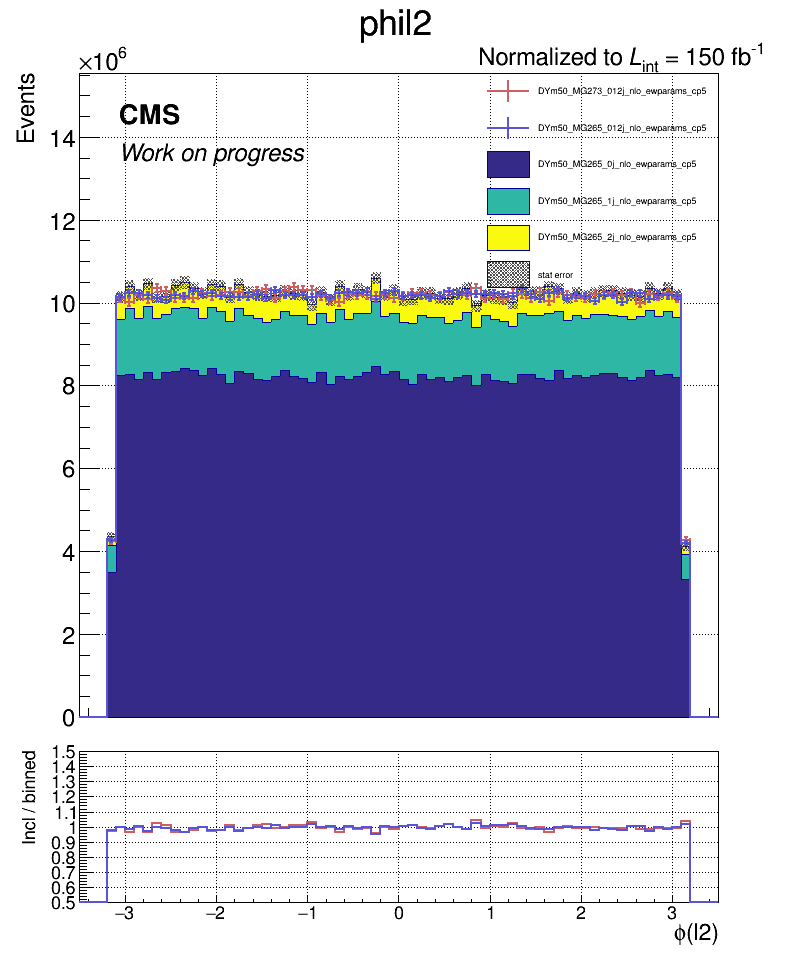 phil2
×10⁶
Normalized to Lint = 150 fb-1
Events
CMS
Work on progress
DYm50_MG273_012j_nlo_ewparams_cp5
DYm50_MG265_012j_nlo_ewparams_cp5
DYm50_MG265_0j_nlo_ewparams_cp5
DYm50_MG265_1j_nlo_ewparams_cp5
DYm50_MG265_2j_nlo_ewparams_cp5
stat error
14
12
10
8
6
4
2
0
Incl / binned
1.5
1.4
1.3
1.2
1.1
1
0.9
0.8
0.7
0.6
0.5
−3 −2 −1 0 1 2 3
ϕ(l2)